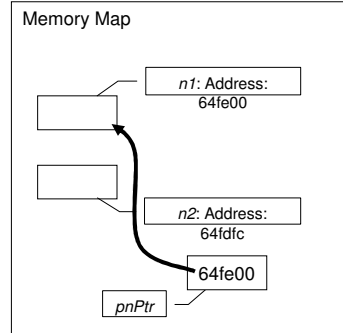 Memory Map
n1: Address:
64fe00
n2: Address:
64fdfc
64fe00
pnPtr